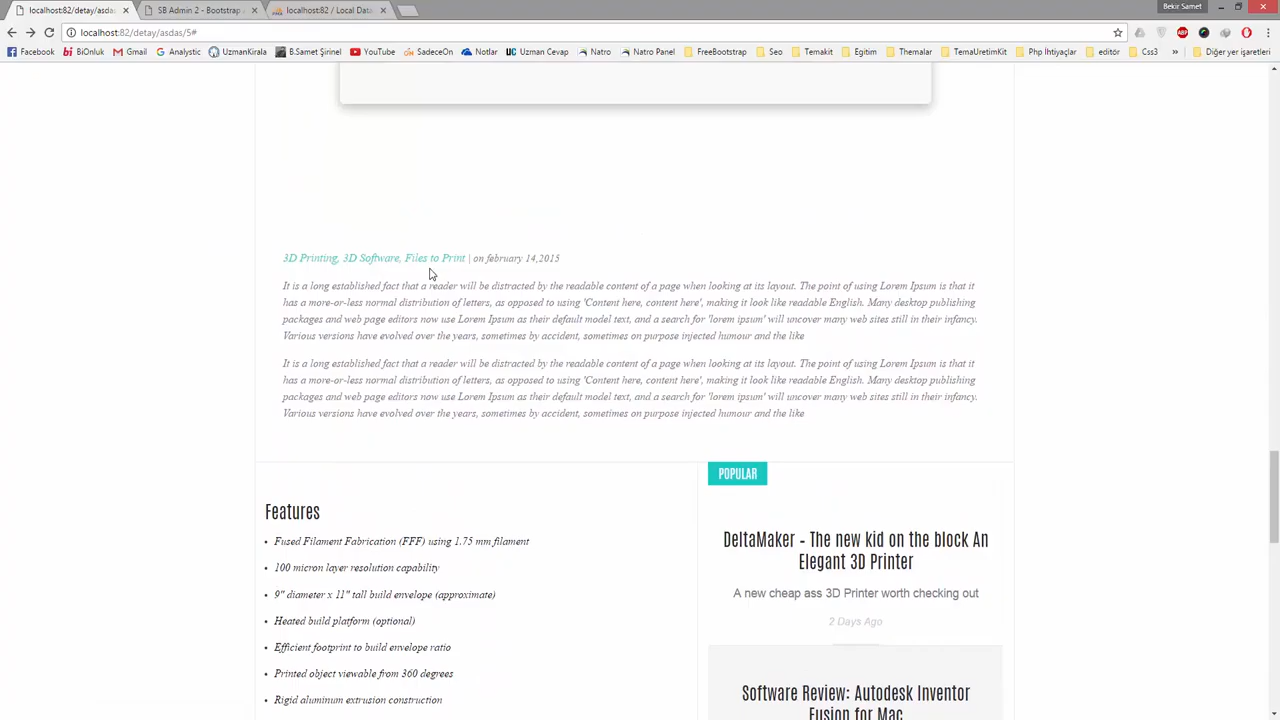 localhost:82/detay/asdas
SB Admin 2 - Bootstrap
localhost:82 / Local Data
Bekir Samet
localhost:82/detay/asdas/5#
Facebook
BiOnluk
Gmail
Analystic
UzmanKirala
B.Samet Şirinel
YouTube
SadeceOn
Notlar
Uzman Cevap
Natro
Natro Panel
FreeBootstrap
Seo
Temakit
Egitim
Themalar
TemaUretimKit
Php İhtiyaçlar
editör
Css3
»
Diğer yer işaretleri
3D Printing, 3D Software, Files to Print | on february 14,2015
It is a long established fact that a reader will be distracted by the readable content of a page when looking at its layout. The point of using Lorem Ipsum is that it
has a more-or-less normal distribution of letters, as opposed to using 'Content here, content here', making it look like readable English. Many desktop publishing
packages and web page editors now use Lorem Ipsum as their default model text, and a search for 'lorem ipsum' will uncover many web sites still in their infancy.
Various versions have evolved over the years, sometimes by accident, sometimes on purpose injected humour and the like
It is a long established fact that a reader will be distracted by the readable content of a page when looking at its layout. The point of using Lorem Ipsum is that it
has a more-or-less normal distribution of letters, as opposed to using 'Content here, content here', making it look like readable English. Many desktop publishing
packages and web page editors now use Lorem Ipsum as their default model text, and a search for 'lorem ipsum' will uncover many web sites still in their infancy.
Various versions have evolved over the years, sometimes by accident, sometimes on purpose injected humour and the like
Features
• Fused Filament Fabrication (FFF) using 1.75 mm filament
• 100 micron layer resolution capability
• 9" diameter x 11" tall build envelope (approximate)
• Heated build platform (optional)
• Efficient footprint to build envelope ratio
• Printed object viewable from 360 degrees
• Rigid aluminum extrusion construction
POPULAR
DeltaMaker – The new kid on the block An
Elegant 3D Printer
A new cheap ass 3D Printer worth checking out
2 Days Ago
Software Review: Autodesk Inventor
Fusion for Mac